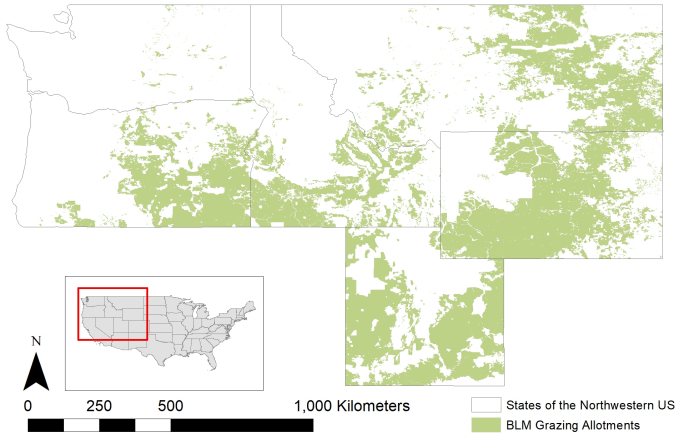 N
0 250 500 1,000 Kilometers
States of the Northwestern US
BLM Grazing Allotments